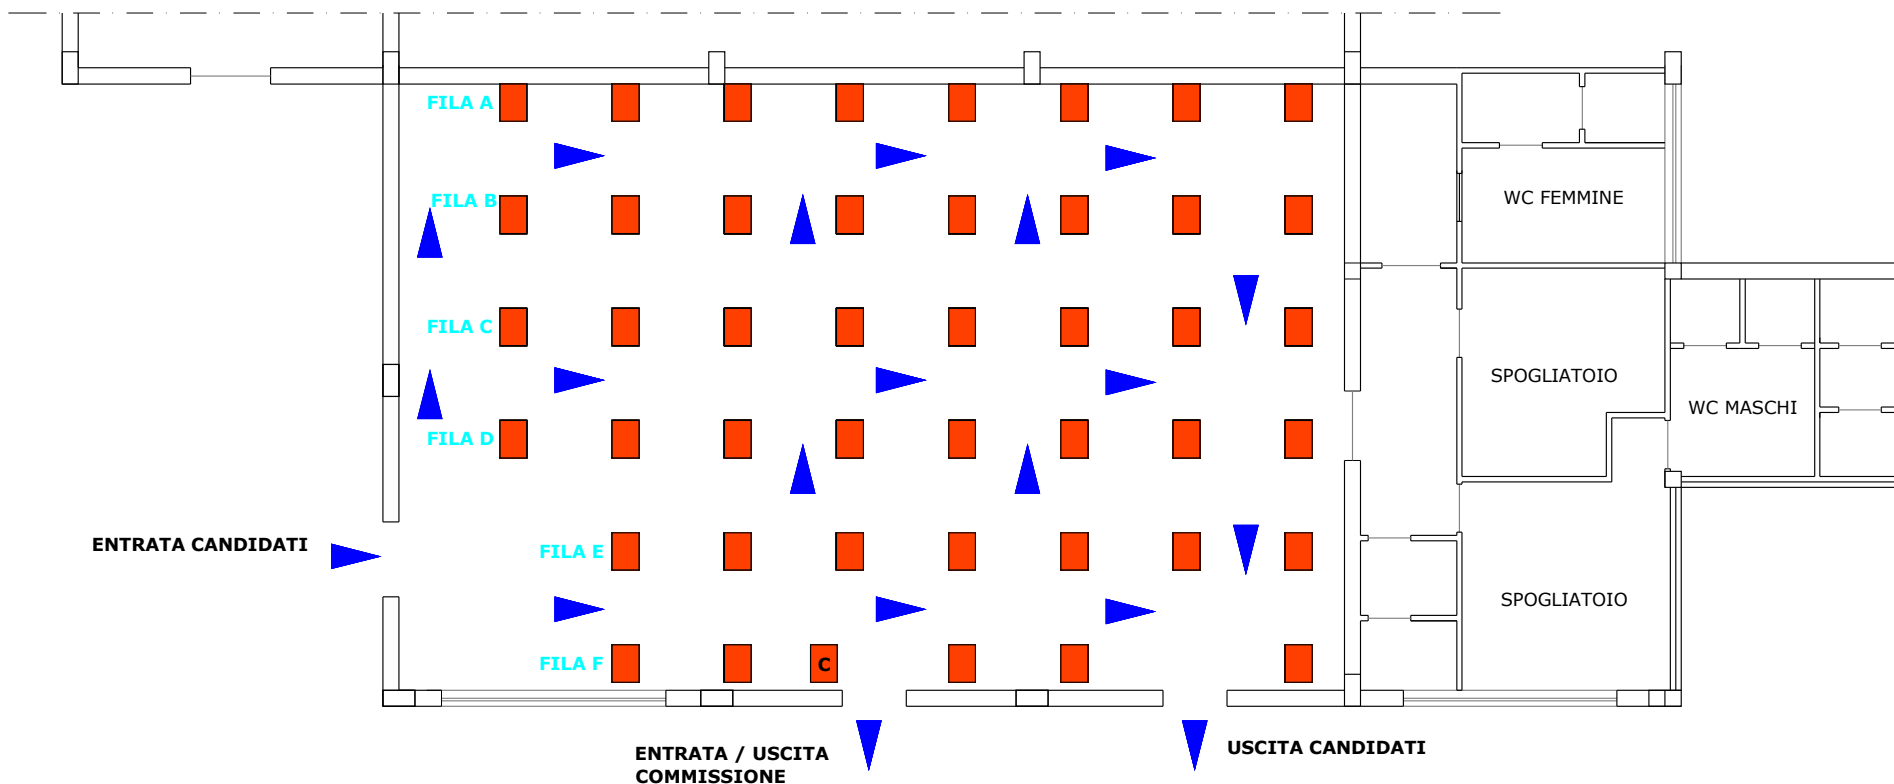 FILA A
FILA B
WC FEMMINE
FILA C
SPOGLIATOIO
WC MASCHI
FILA D
ENTRATA CANDIDATI
FILA E
SPOGLIATOIO
FILA F
C
ENTRATA / USCITA
COMMISSIONE
USCITA CANDIDATI